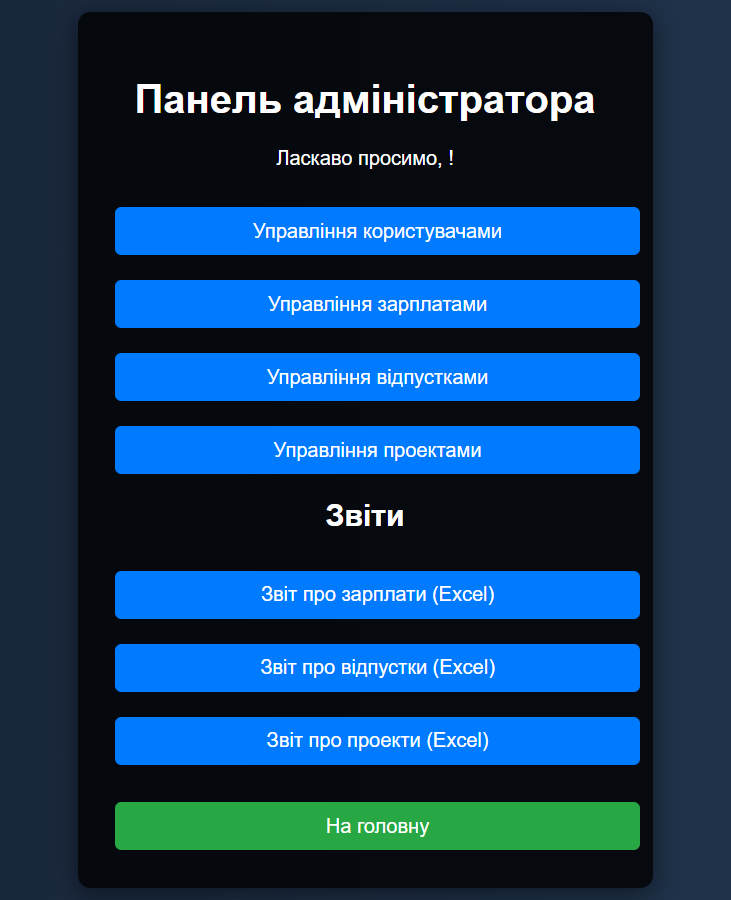 Панель адміністратора
Ласкаво просимо, !
Управління користувачами
Управління зарплатами
Управління відпустками
Управління проектами
Звіти
Звіт про зарплати (Excel)
Звіт про відпустки (Excel)
Звіт про проекти (Excel)
На головну